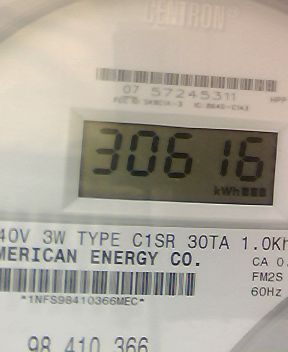 CENTRON®
07 57245311
30616
kWh
40V 3W TYPE C1SR 30TA 1.0Kh
MERICAN ENERGY CO.
CA 0.
FM2S
*1NFS98410366MEC*
60Hz
98 410 366